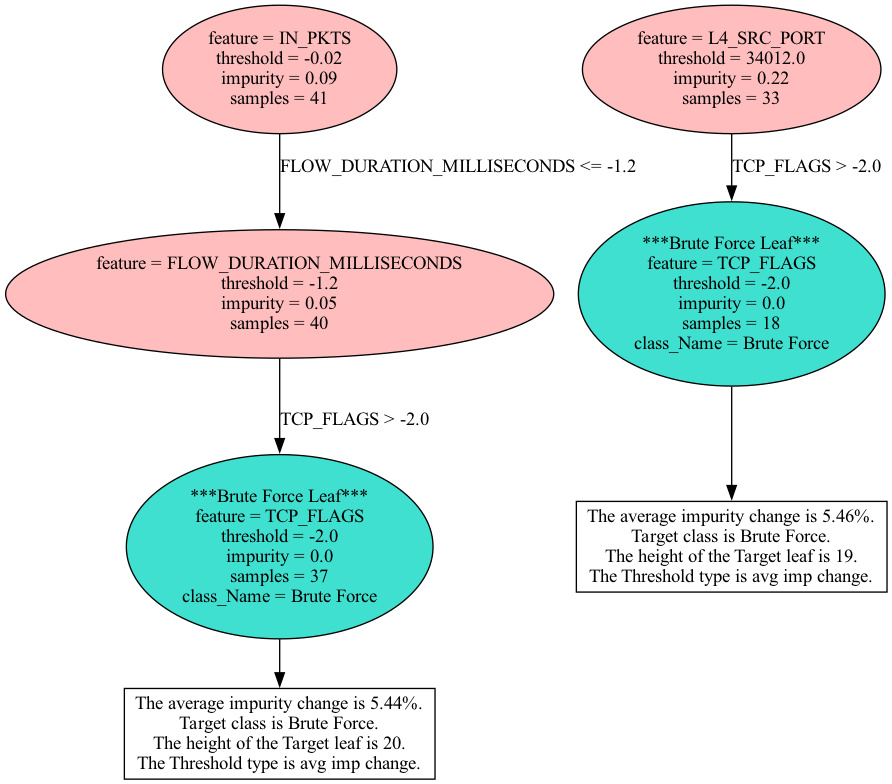 feature = IN_PKTS
threshold = -0.02
impurity = 0.09
samples = 41
FLOW_DURATION_MILLISECONDS <= -1.2
feature = FLOW_DURATION_MILLISECONDS
threshold = -1.2
impurity = 0.05
samples = 40
TCP_FLAGS > -2.0
***Brute Force Leaf***
feature = TCP_FLAGS
threshold = -2.0
impurity = 0.0
samples = 37
class_Name = Brute Force
The average impurity change is 5.44%.
Target class is Brute Force.
The height of the Target leaf is 20.
The Threshold type is avg imp change.
feature = L4_SRC_PORT
threshold = 34012.0
impurity = 0.22
samples = 33
TCP_FLAGS > -2.0
***Brute Force Leaf***
feature = TCP_FLAGS
threshold = -2.0
impurity = 0.0
samples = 18
class_Name = Brute Force
The average impurity change is 5.46%.
Target class is Brute Force.
The height of the Target leaf is 19.
The Threshold type is avg imp change.